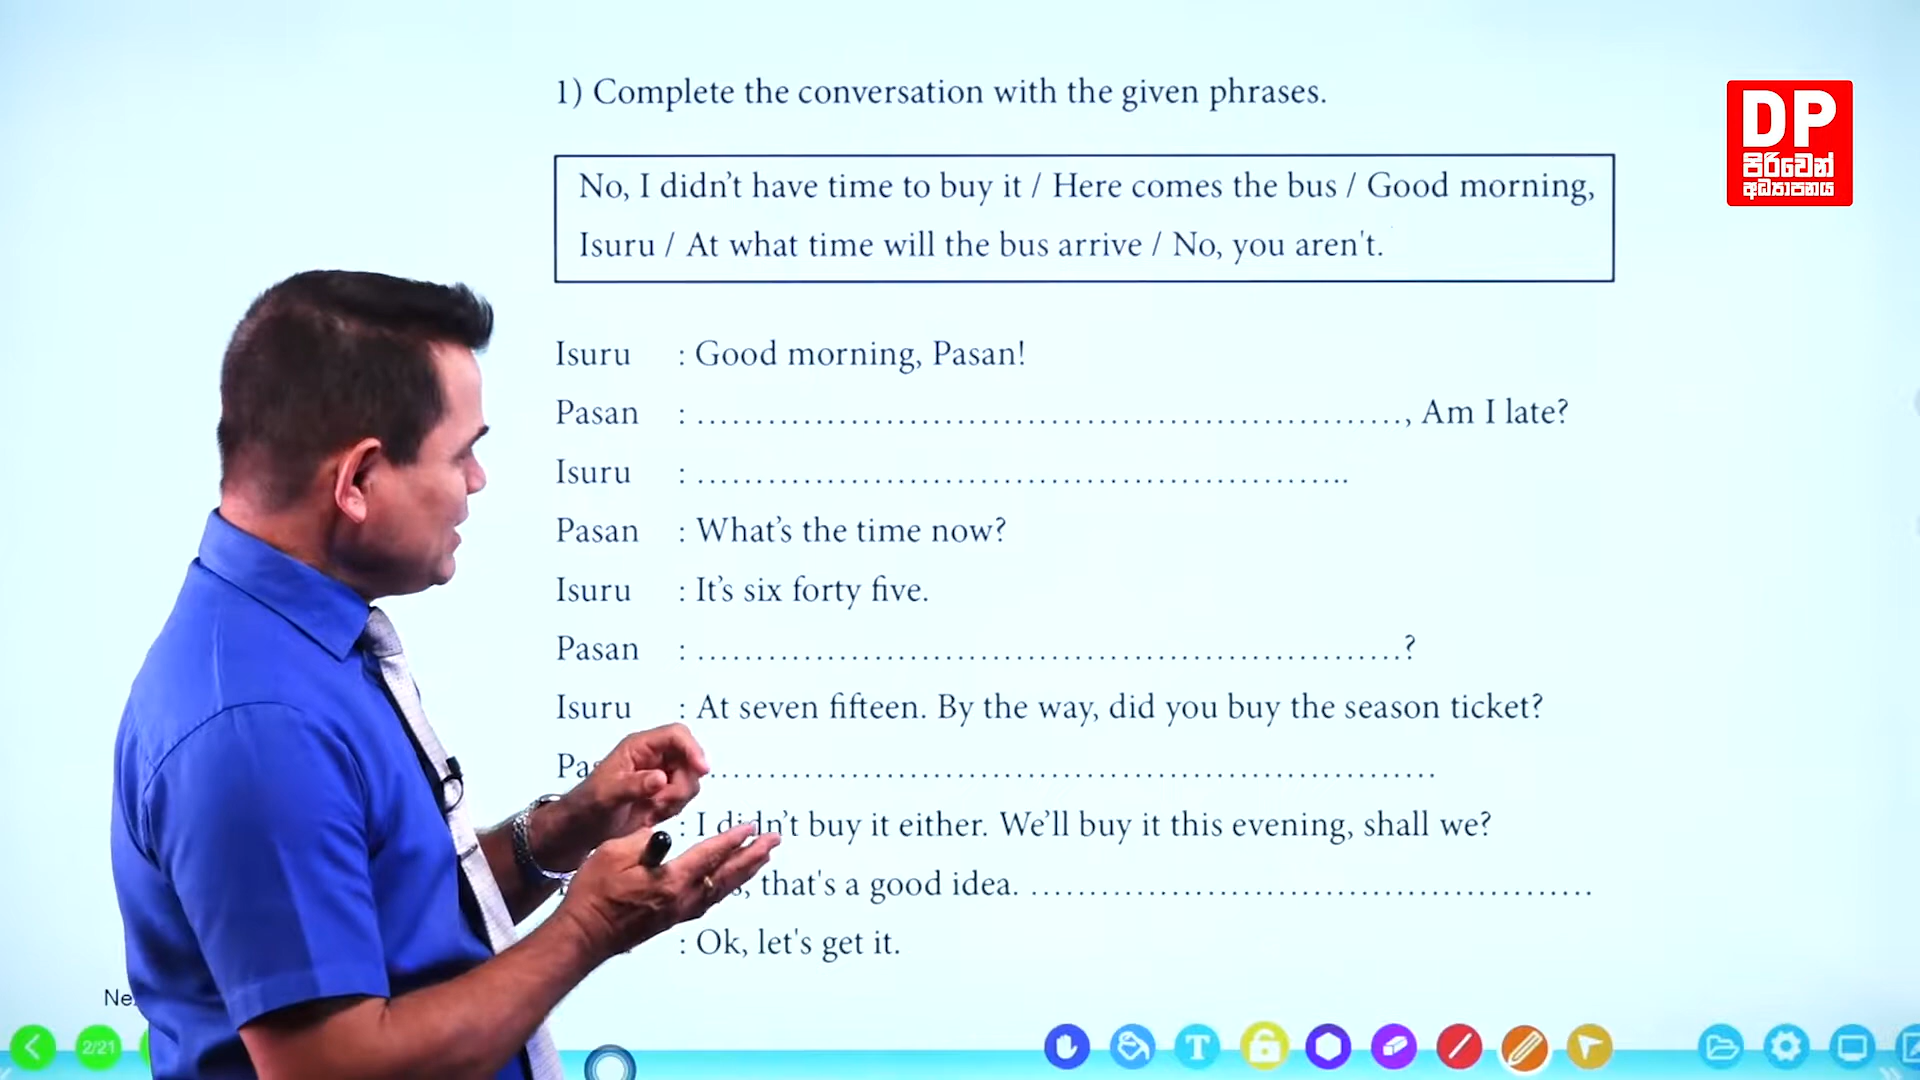 1) Complete the conversation with the given phrases.
DP
පිරිවෙන්
අධ්‍යාපනය
No, I didn't have time to buy it / Here comes the bus / Good morning,
Isuru / At what time will the bus arrive / No, you aren't.
Isuru : Good morning, Pasan!
Pasan : ............................................................, Am I late?
Isuru : ..........................................................
Pasan : What's the time now?
Isuru : It's six forty five.
Pasan : ............................................................?
Isuru : At seven fifteen. By the way, did you buy the season ticket?
..............................................................
: I didn't buy it either. We'll buy it this evening, shall we?
, that's a good idea. ................................................
: Ok, let's get it.
2/21
T